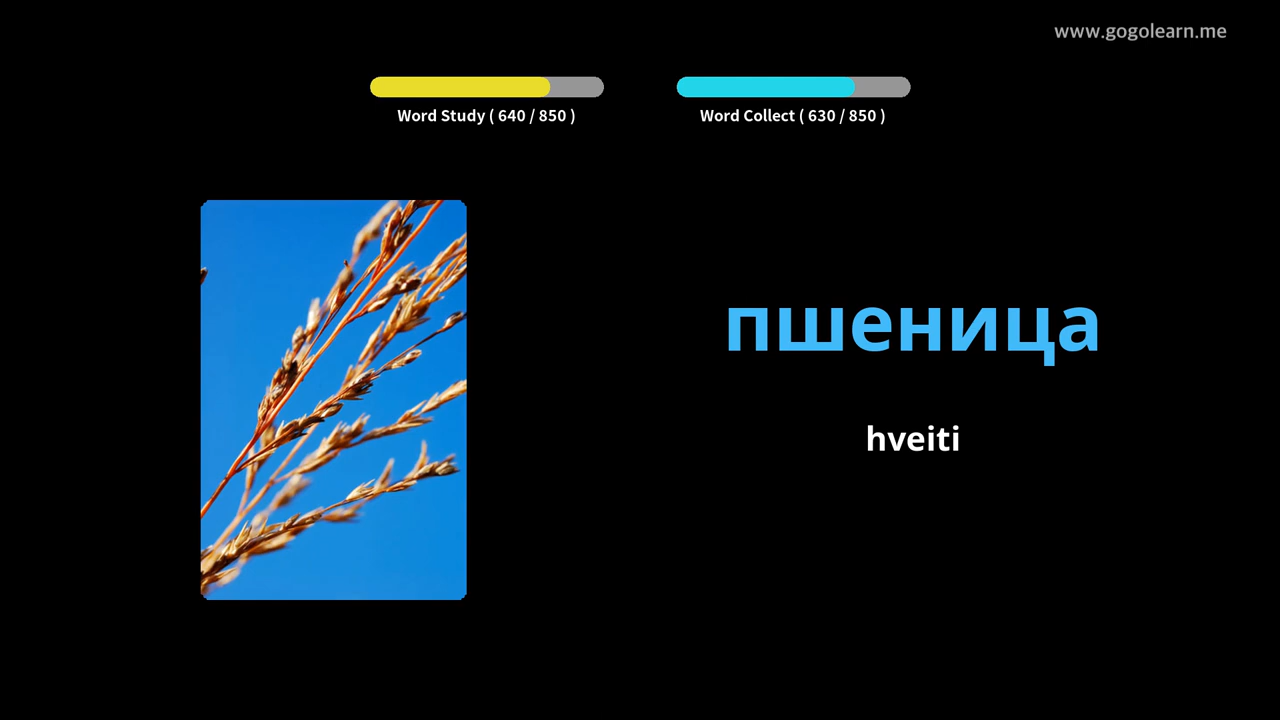 www.gogolearn.me
Word Study ( 640 / 850 )
Word Collect ( 630 / 850 )
пшеница
hveiti